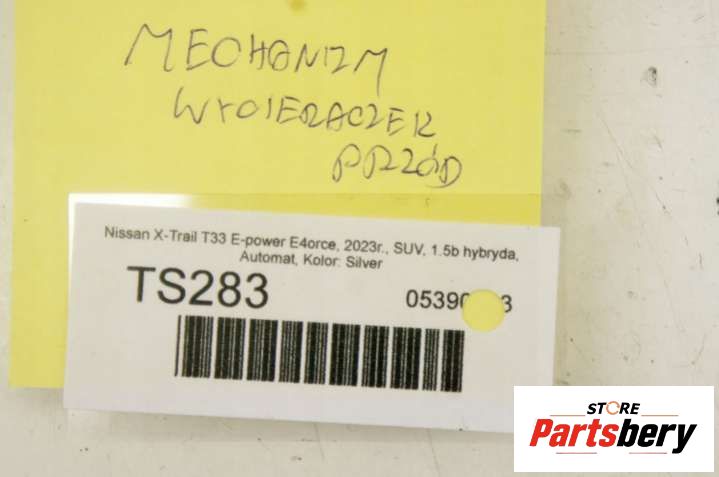 MECHANIZM
WYCIERACZEK
PRZÓD
Nissan X-Trail T33 E-power E4orce, 2023r., SUV, 1.5b hybryda,
Automat, Kolor: Silver
TS283
STORE
Partsbery